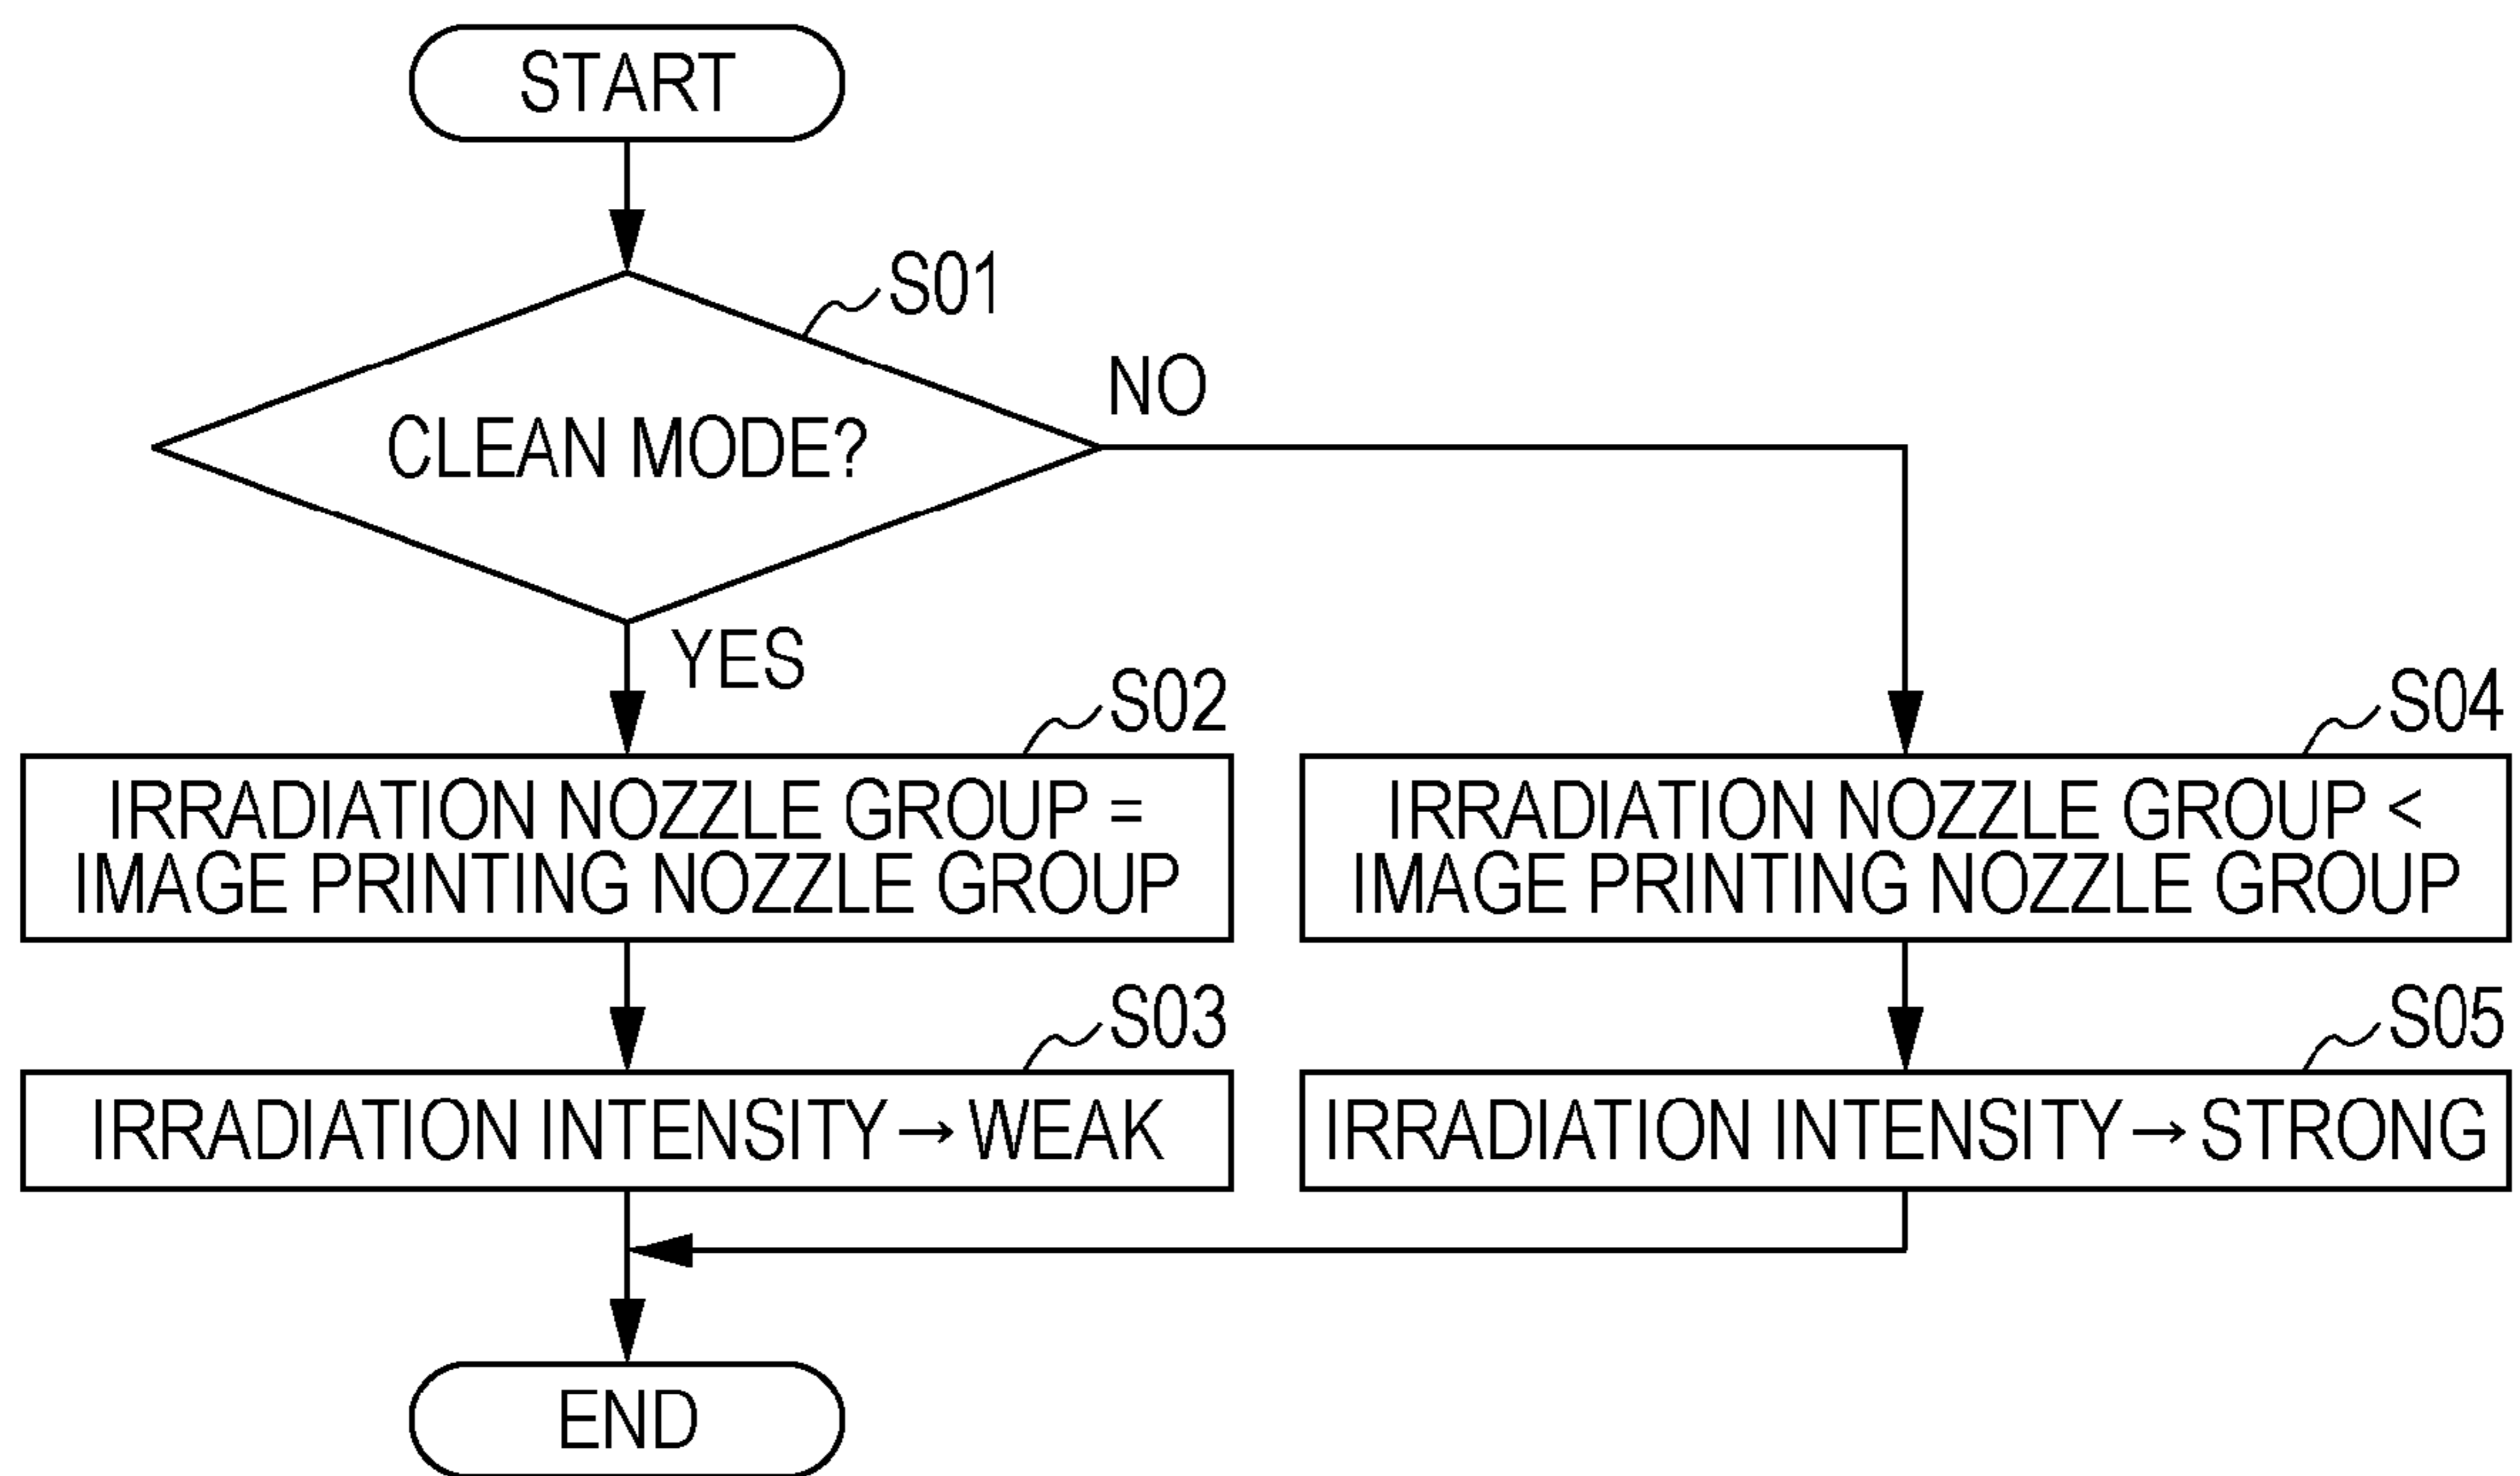 START
S01
CLEAN MODE?
NO
YES
S02
IRRADIATION NOZZLE GROUP =
IMAGE PRINTING NOZZLE GROUP
S04
IRRADIATION NOZZLE GROUP <
IMAGE PRINTING NOZZLE GROUP
S03
IRRADIATION INTENSITY → WEAK
S05
IRRADIATION INTENSITY → STRONG
END